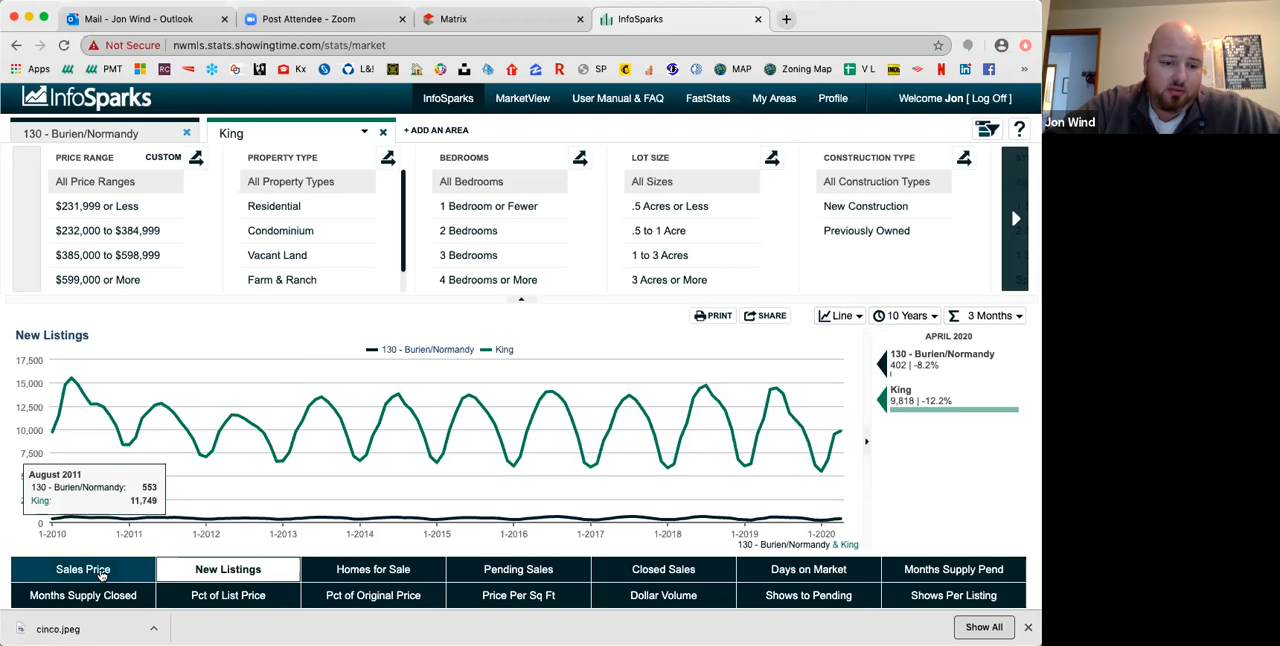 Mail - Jon Wind - Outlook
Post Attendee - Zoom
Matrix
InfoSparks
Not Secure
nwmls.stats.showingtime.com/stats/market
Apps
PMT
RC
Kx
L&!
SP
MAP
Zoning Map
V L
InfoSparks
InfoSparks
MarketView
User Manual & FAQ
FastStats
My Areas
Profile
Welcome Jon [ Log Off ]
Jon Wind
130 - Burien/Normandy
King
+ ADD AN AREA
?
PRICE RANGE
CUSTOM
All Price Ranges
$231,999 or Less
$232,000 to $384,999
$385,000 to $598,999
$599,000 or More
PROPERTY TYPE
All Property Types
Residential
Condominium
Vacant Land
Farm & Ranch
BEDROOMS
All Bedrooms
1 Bedroom or Fewer
2 Bedrooms
3 Bedrooms
4 Bedrooms or More
LOT SIZE
All Sizes
.5 Acres or Less
.5 to 1 Acre
1 to 3 Acres
3 Acres or More
CONSTRUCTION TYPE
All Construction Types
New Construction
Previously Owned
PRINT
SHARE
Line
10 Years
3 Months
New Listings
130 - Burien/Normandy
King
17,500
15,000
12,500
10,000
7,500
0
August 2011
130 - Burien/Normandy: 553
King: 11,749
1-2010
1-2011
1-2012
1-2013
1-2014
1-2015
1-2016
1-2017
1-2018
1-2019
1-2020
130 - Burien/Normandy & King
APRIL 2020
130 - Burien/Normandy
402 | -8.2%
King
9,818 | -12.2%
Sales Price
New Listings
Homes for Sale
Pending Sales
Closed Sales
Days on Market
Months Supply Pend
Months Supply Closed
Pct of List Price
Pct of Original Price
Price Per Sq Ft
Dollar Volume
Shows to Pending
Shows Per Listing
cinco.jpeg
Show All